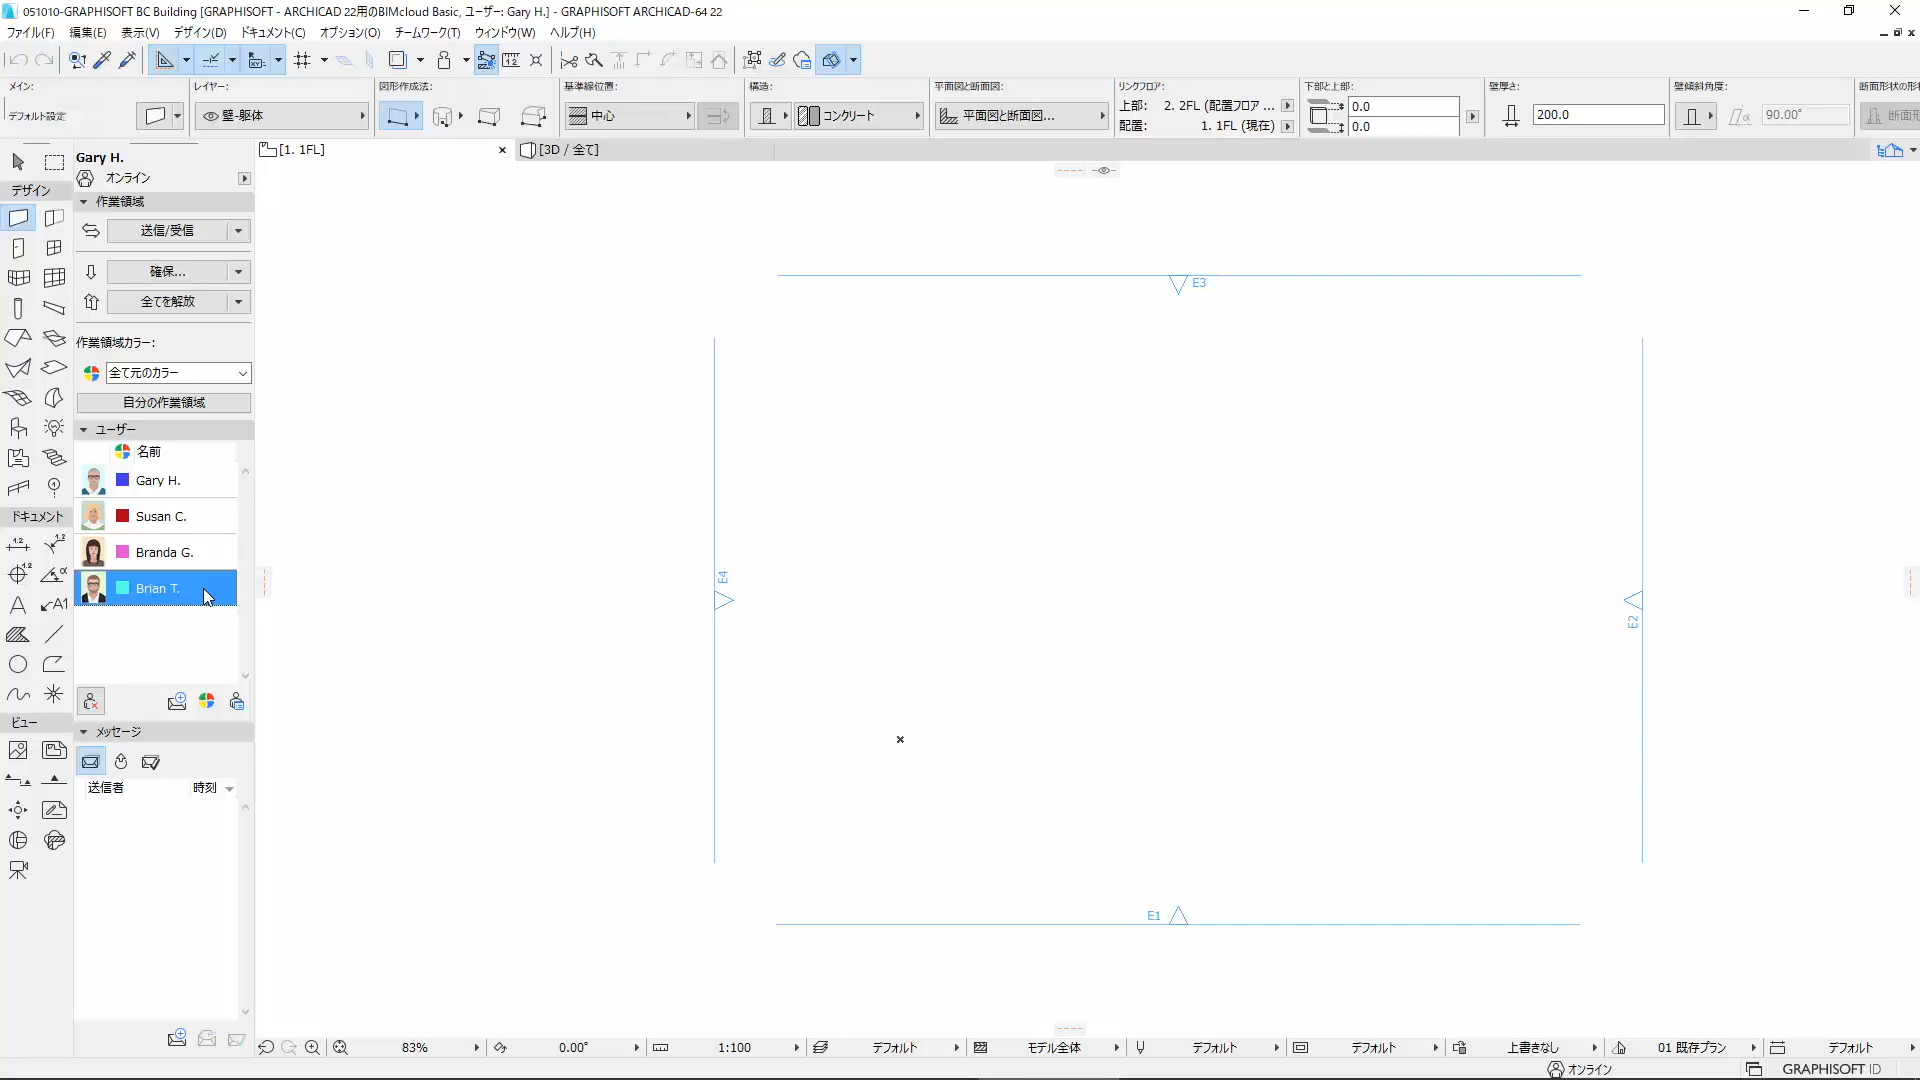 051010-GRAPHISOFT BC Building [GRAPHISOFT - ARCHICAD 22用のBIMcloud Basic, ユーザー: Gary H.] - GRAPHISOFT ARCHICAD-64 22
ファイル(F) 編集(E) 表示(V) デザイン(D) ドキュメント(C) オプション(O) チームワーク(T) ウィンドウ(W) ヘルプ(H)
メイン: レイヤー: 図形作成法: 基準線位置: 構造: 平面図と断面図: リンクフロア: 下部と上部: 壁厚さ: 壁傾斜角度: 断面形状の形
デフォルト設定 壁-躯体 中心 コンクリート 平面図と断面図... 200.0 90.00° 断面形
上部: 2. 2FL (配置フロア ... 0.0
配置: 1. 1FL (現在) 0.0
Gary H.
オンライン
[1. 1FL] [3D / 全て]
デザイン
作業領域
送信/受信
確保...
全てを解放
作業領域カラー:
全て元のカラー
自分の作業領域
ユーザー
名前
Gary H.
Susan C.
Branda G.
Brian T.
ドキュメント
1.2
1.2
1.2
α
A
A1
ビュー
メッセージ
送信者 時刻
E3
E4
E2
E1
83% 0.00° 1:100 デフォルト モデル全体 デフォルト デフォルト 上書きなし 01 既存プラン デフォルト
オンライン GRAPHISOFT ID